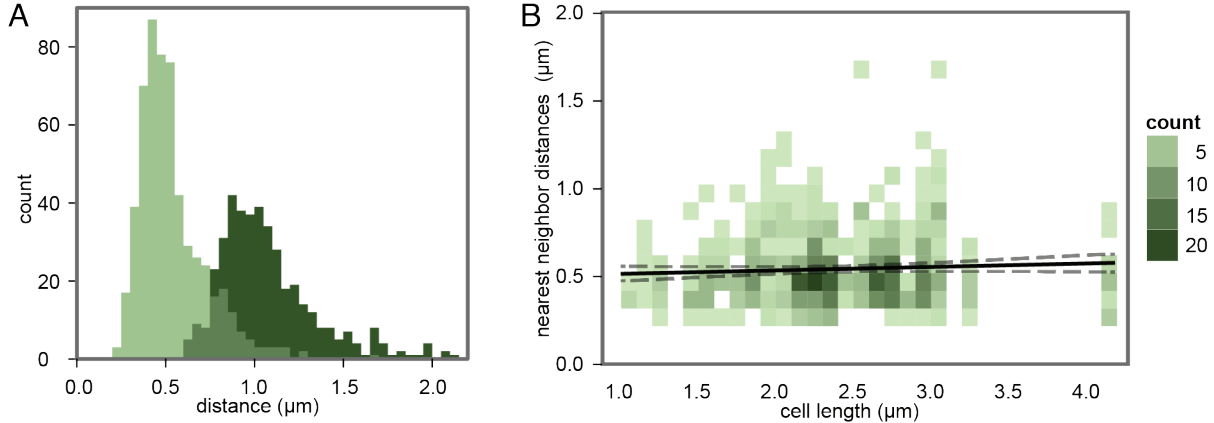 A
count
80
60
40
20
0
0.0 0.5 1.0 1.5 2.0
distance (µm)
B
nearest neighbor distances (µm)
2.0
1.5
1.0
0.5
0.0
1.0 1.5 2.0 2.5 3.0 3.5 4.0
cell length (µm)
count
5
10
15
20